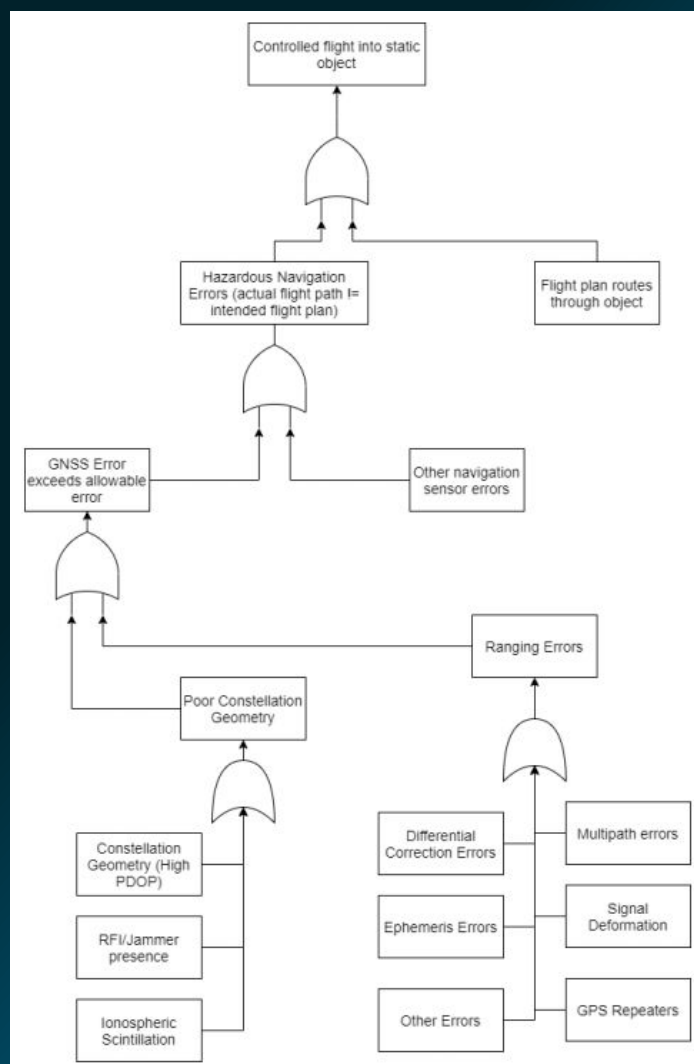 Controlled flight into static
object
Hazardous Navigation
Errors (actual flight path !=
intended flight plan)
Flight plan routes
through object
GNSS Error
exceeds allowable
error
Other navigation
sensor errors
Ranging Errors
Poor Constellation
Geometry
Constellation
Geometry (High
PDOP)
RFI/Jammer
presence
Ionospheric
Scintillation
Differential
Correction Errors
Multipath errors
Ephemeris Errors
Signal
Deformation
Other Errors
GPS Repeaters